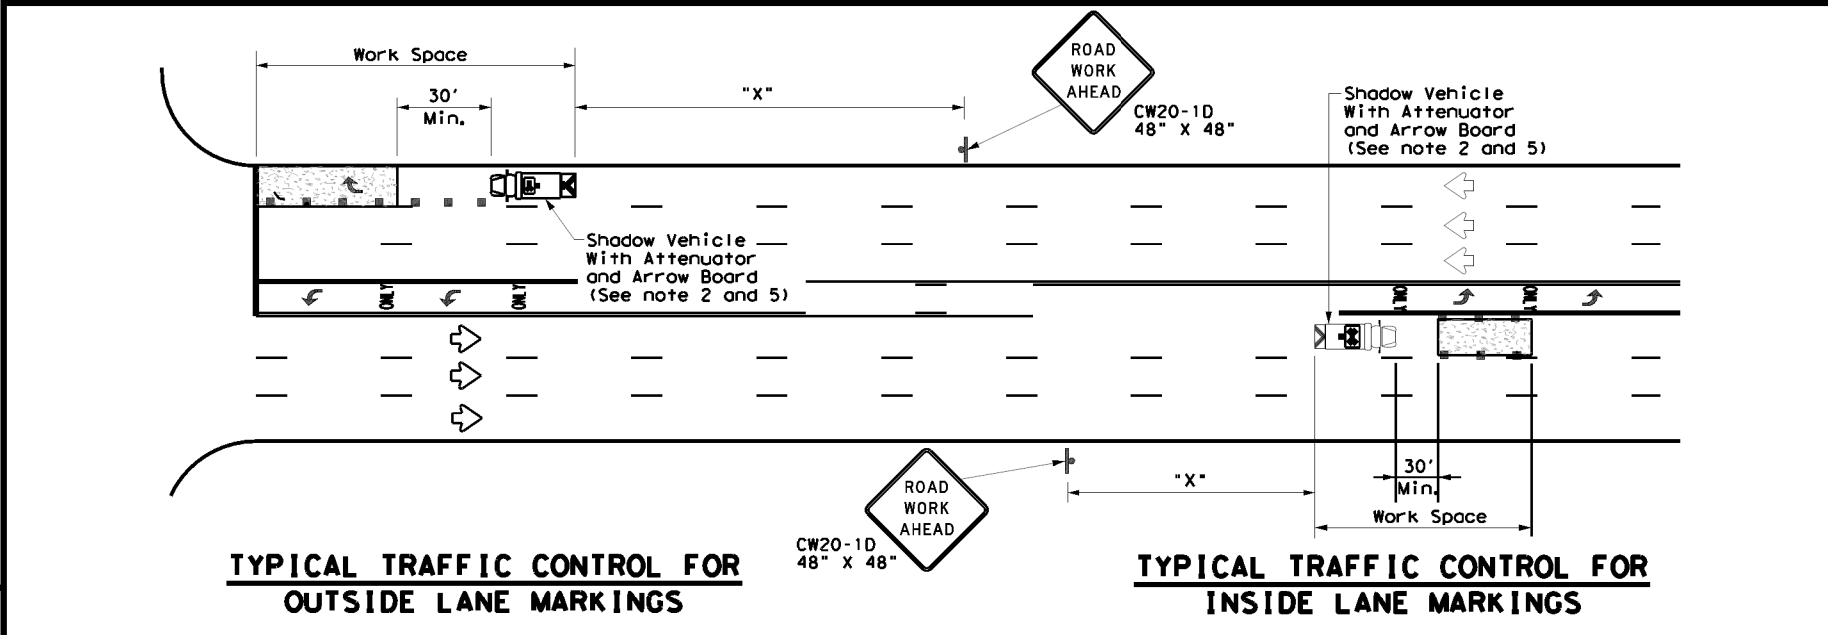 Work Space
30'
Min.
"X"
ROAD
WORK
AHEAD
CW20-1D
48" X 48"
Shadow Vehicle
With Attenuator
and Arrow Board
(See note 2 and 5)
Shadow Vehicle
With Attenuator
and Arrow Board
(See note 2 and 5)
ONLY
ONLY
ONLY
ONLY
ROAD
WORK
AHEAD
CW20-1D
48" X 48"
"X"
30'
Min.
Work Space
TYPICAL TRAFFIC CONTROL FOR
OUTSIDE LANE MARKINGS
TYPICAL TRAFFIC CONTROL FOR
INSIDE LANE MARKINGS